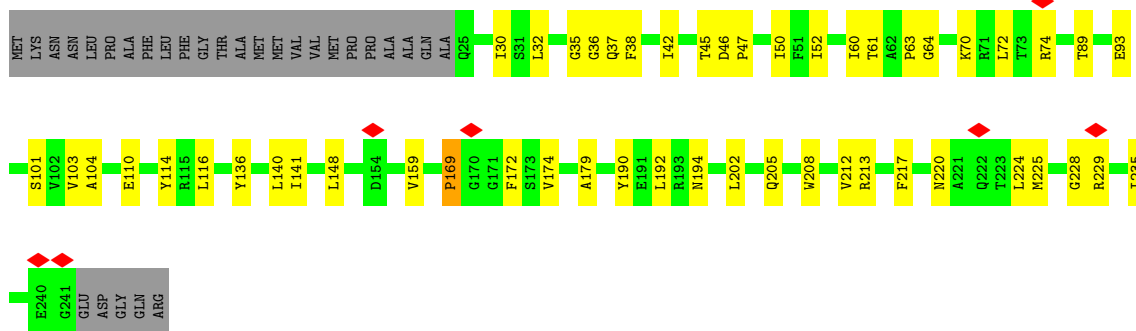 MET LYS ASN ASN LEU PRO ALA PHE LEU PHE GLY THR ALA MET MET VAL VAL MET PRO PRO ALA ALA GLN ALA Q25 I30 S31 L32 G35 G36 Q37 F38 I42 T45 D46 P47 I50 F51 I52 I60 T61 A62 P63 G64 K70 R71 L72 T73 R74 T89 E93
S101 V102 V103 A104 E110 Y114 R115 L116 Y136 L140 I141 L148 D154 V159 P169 G170 G171 F172 S173 V174 A179 Y190 E191 L192 R193 N194 L202 Q205 W208 V212 R213 F217 N220 A221 Q222 T223 L224 M225 G228 R229
E240 G241 GLU ASP GLY GLN ARG